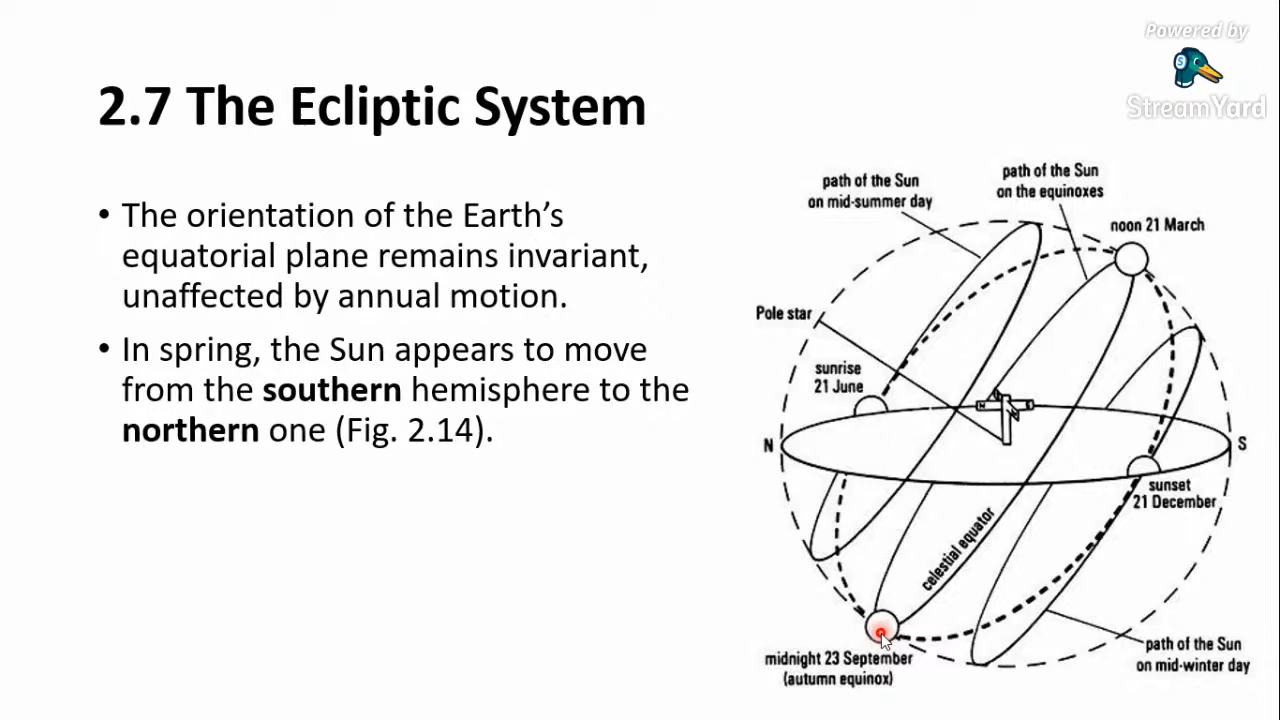 Powered by
StreamYard
2.7 The Ecliptic System
• The orientation of the Earth’s
equatorial plane remains invariant,
unaffected by annual motion.
• In spring, the Sun appears to move
from the southern hemisphere to the
northern one (Fig. 2.14).
path of the Sun
on mid-summer day
path of the Sun
on the equinoxes
noon 21 March
Pole star
sunrise
21 June
N
S
sunset
21 December
celestial equator
midnight 23 September
(autumn equinox)
path of the Sun
on mid-winter day